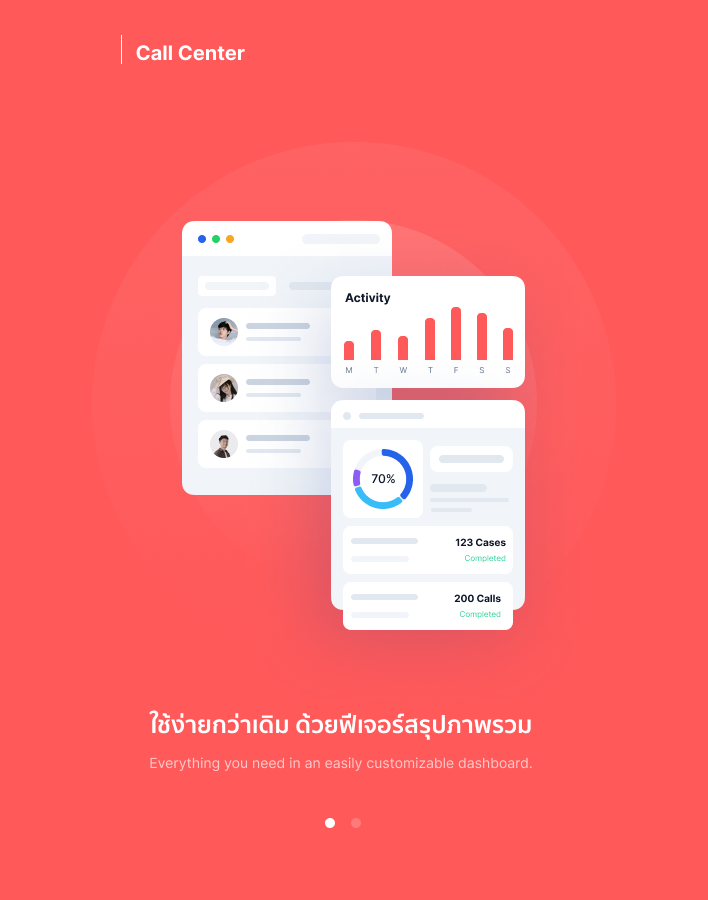 Call Center
Activity
M T W T F S S
70%
123 Cases
Completed
200 Calls
Completed
ใช้ง่ายกว่าเดิม ด้วยฟีเจอร์สรุปภาพรวม
Everything you need in an easily customizable dashboard.